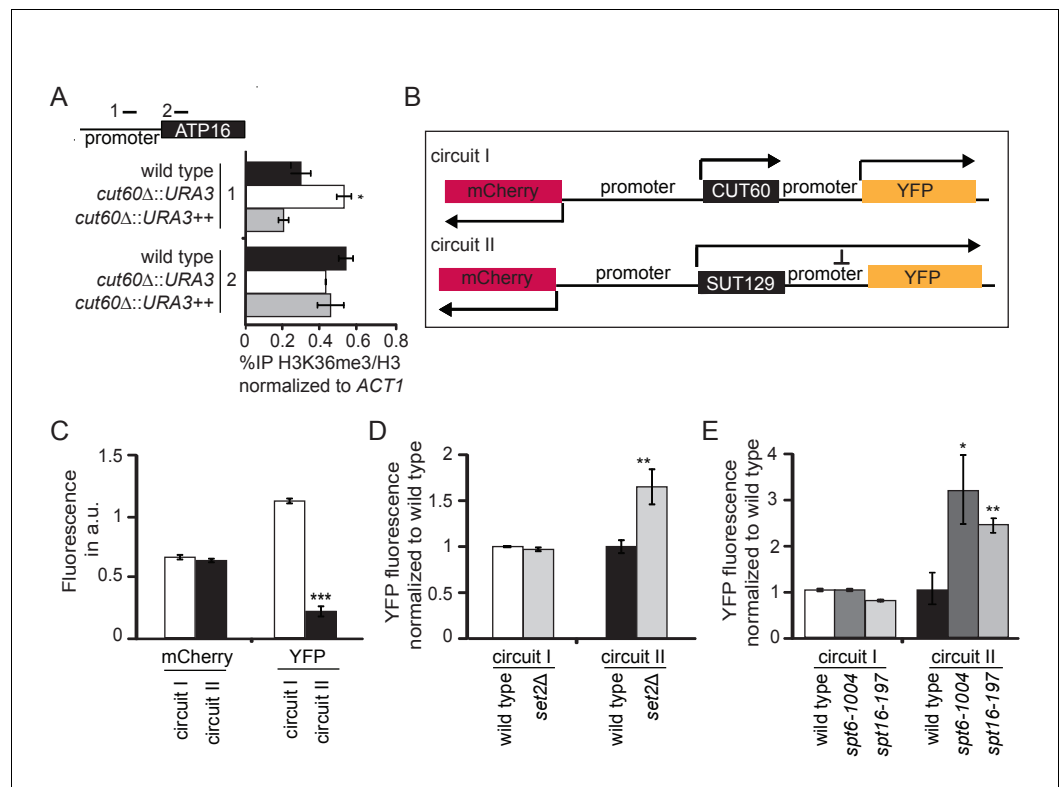 A
1 2
promoter ATP16
wild type
cut60Δ::URA3 1 *
cut60Δ::URA3++
wild type
cut60Δ::URA3 2
cut60Δ::URA3++
0 0.2 0.4 0.6 0.8
%IP H3K36me3/H3
normalized to ACT1
B
circuit I
mCherry promoter CUT60 promoter YFP
circuit II
mCherry promoter SUT129 promoter YFP
C
Fluorescence
in a.u.
1.5
1
0.5
0
***
mCherry YFP
circuit I circuit II circuit I circuit II
D
YFP fluorescence
normalized to wild type
2
1.5
1
0.5
0
**
circuit I circuit II
wild type set2Δ wild type set2Δ
E
YFP fluorescence
normalized to wild type
4
3
2
1
0
*
**
circuit I circuit II
wild type spt6-1004 spt16-197 wild type spt6-1004 spt16-197